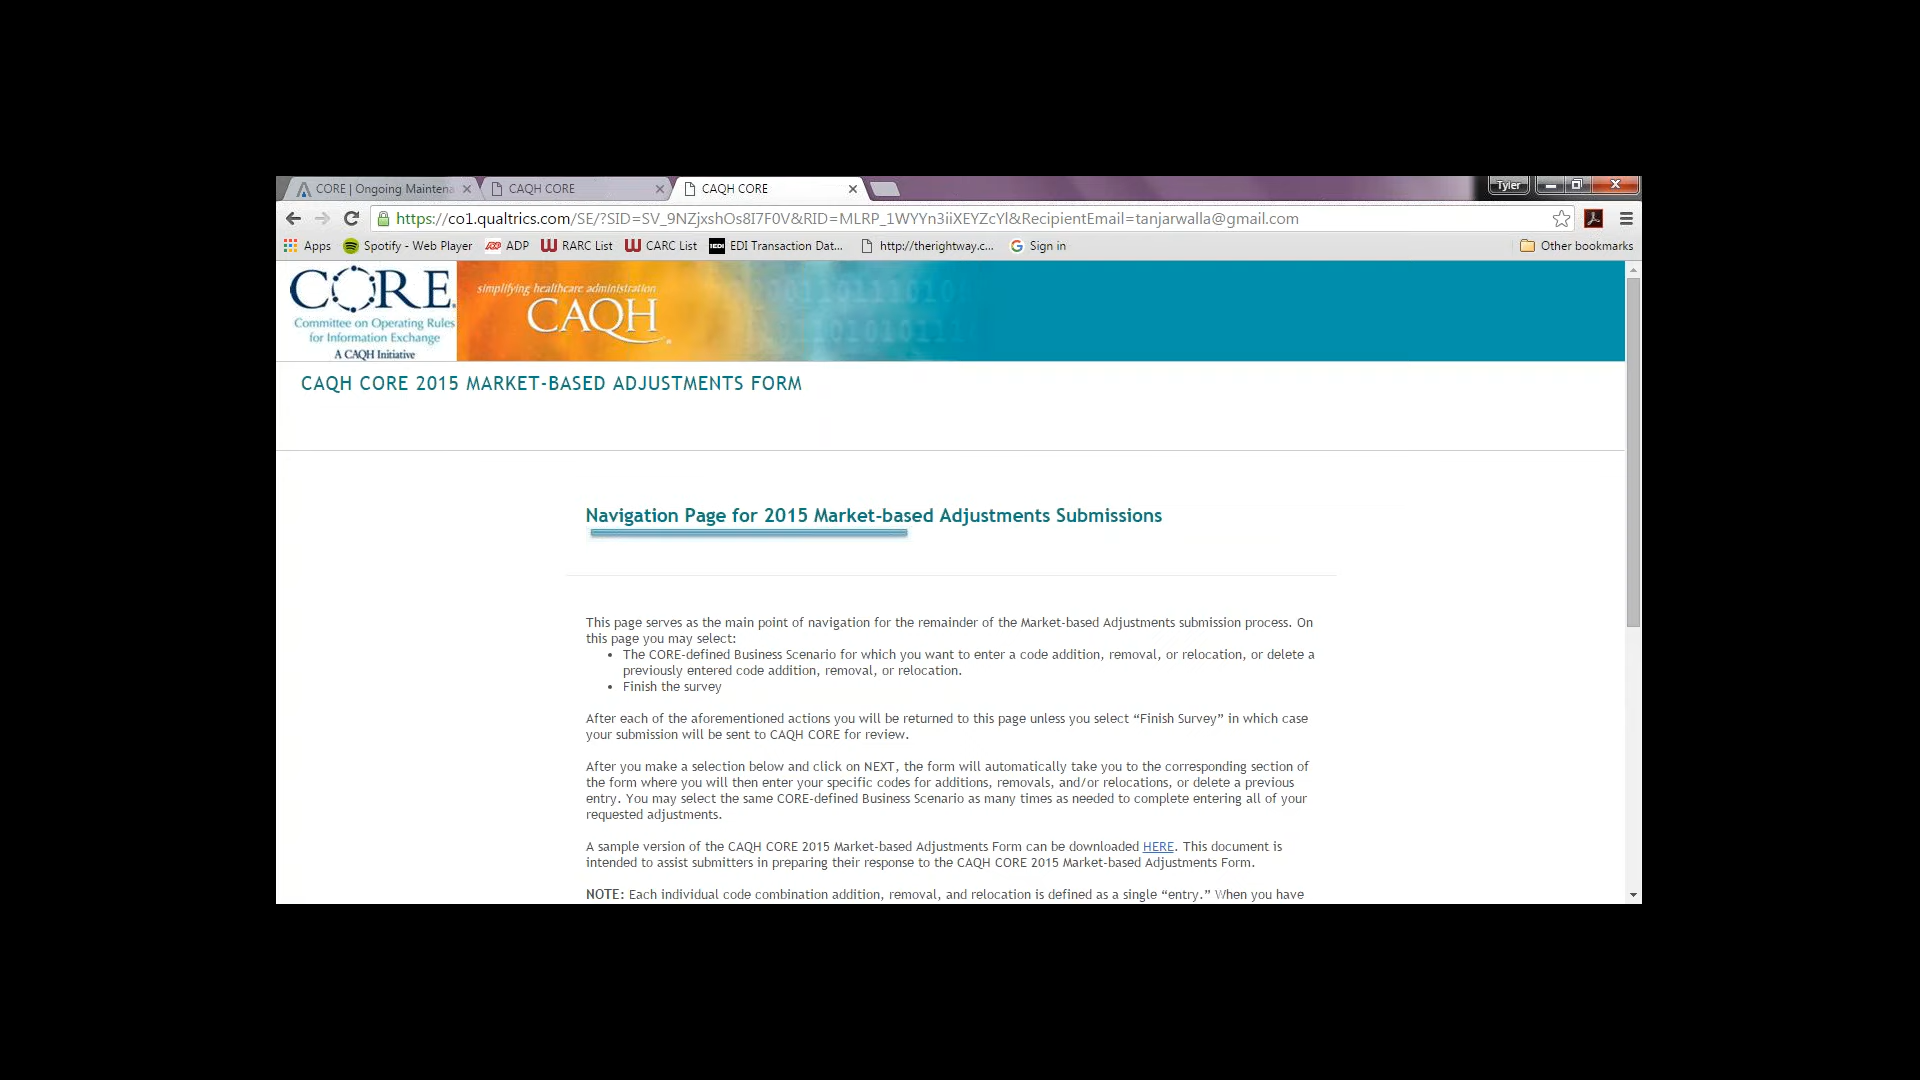 CORE | Ongoing Maintena
CAQH CORE
CAQH CORE
Tyler
https://co1.qualtrics.com/SE/?SID=SV_9NZjxshOs8I7F0V&RID=MLRP_1WYYn3iiXEYZcYl&RecipientEmail=tanjarwalla@gmail.com
Apps
Spotify - Web Player
ADP
RARC List
CARC List
EDI Transaction Dat...
http://therightway.c...
Sign in
Other bookmarks
CORE
Committee on Operating Rules
for Information Exchange
A CAQH Initiative
simplifying healthcare administration
CAQH
CAQH CORE 2015 MARKET-BASED ADJUSTMENTS FORM
Navigation Page for 2015 Market-based Adjustments Submissions
This page serves as the main point of navigation for the remainder of the Market-based Adjustments submission process. On
this page you may select:
• The CORE-defined Business Scenario for which you want to enter a code addition, removal, or relocation, or delete a
previously entered code addition, removal, or relocation.
• Finish the survey
After each of the aforementioned actions you will be returned to this page unless you select “Finish Survey” in which case
your submission will be sent to CAQH CORE for review.
After you make a selection below and click on NEXT, the form will automatically take you to the corresponding section of
the form where you will then enter your specific codes for additions, removals, and/or relocations, or delete a previous
entry. You may select the same CORE-defined Business Scenario as many times as needed to complete entering all of your
requested adjustments.
A sample version of the CAQH CORE 2015 Market-based Adjustments Form can be downloaded HERE. This document is
intended to assist submitters in preparing their response to the CAQH CORE 2015 Market-based Adjustments Form.
NOTE: Each individual code combination addition, removal, and relocation is defined as a single “entry.” When you have